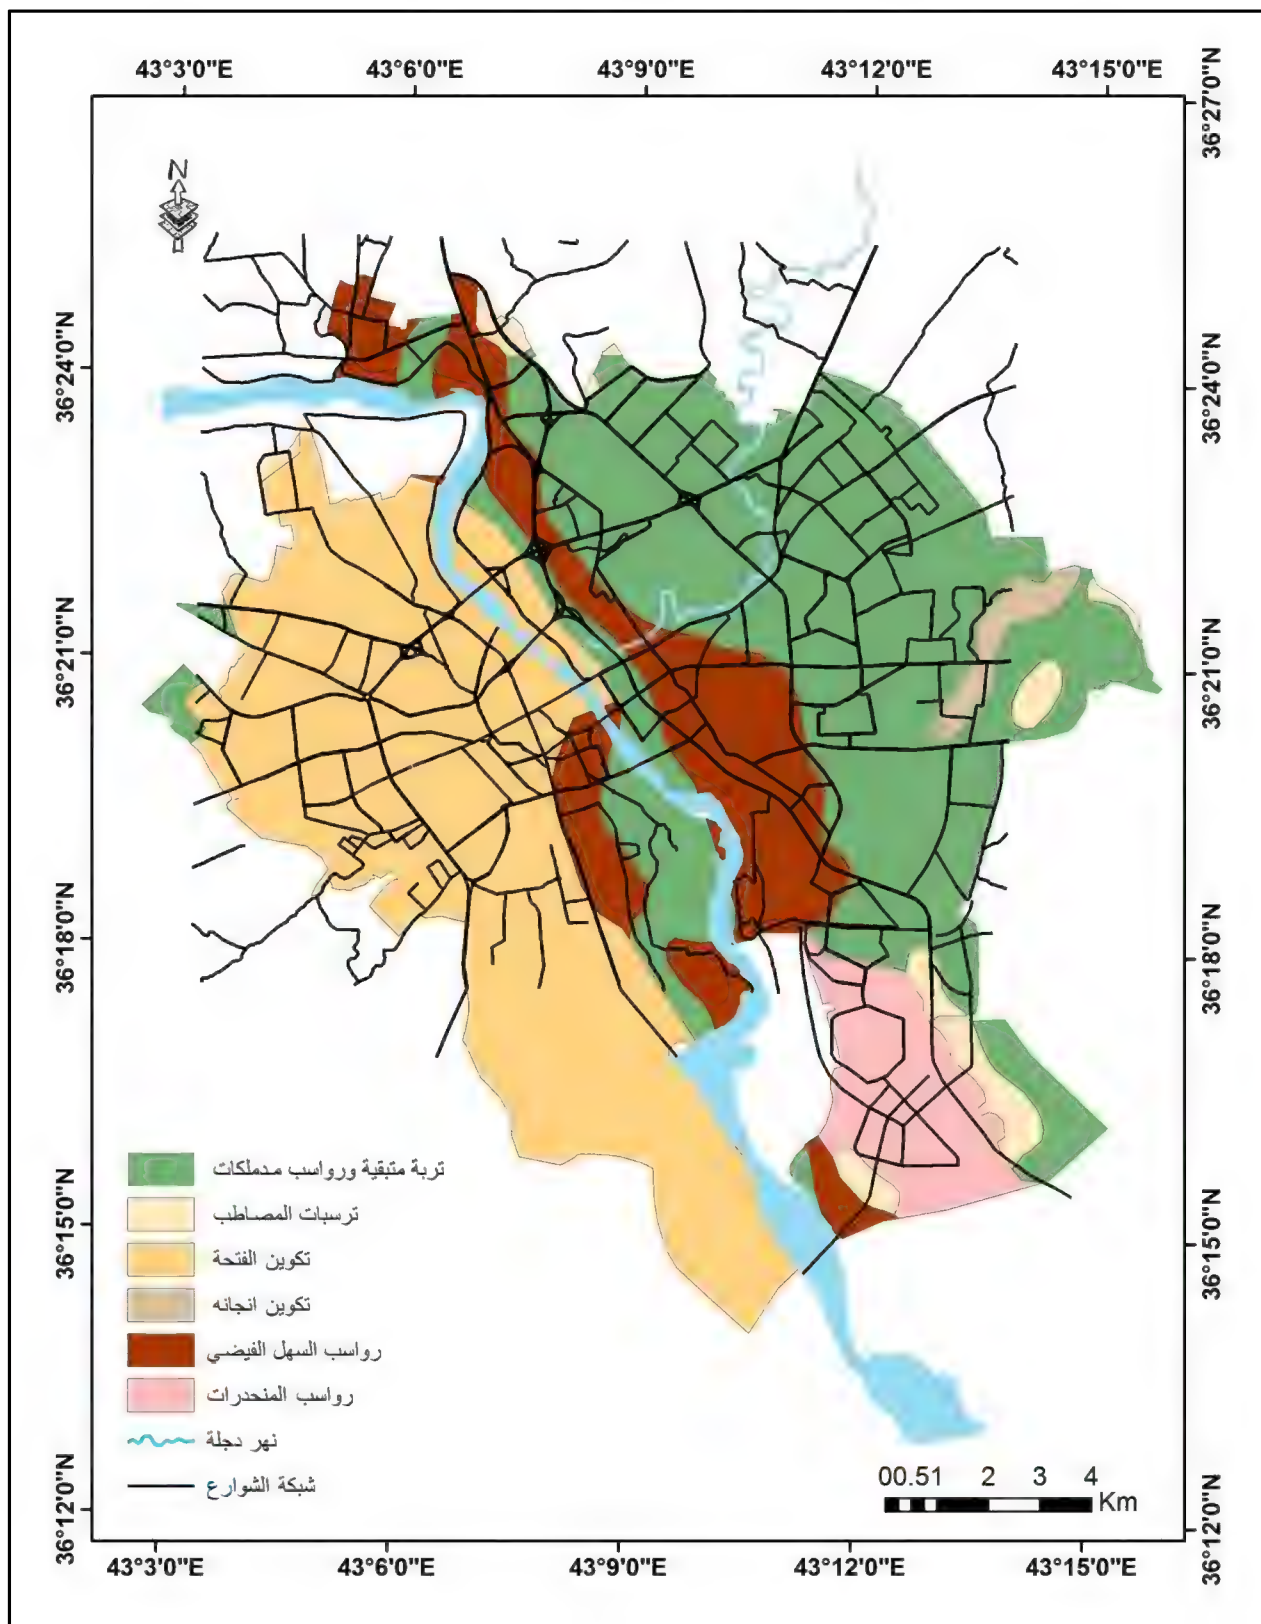 43°3'0"E 43°6'0"E 43°9'0"E 43°12'0"E 43°15'0"E
36°27'0"N
N
36°24'0"N
36°24'0"N
36°21'0"N
36°21'0"N
36°18'0"N
36°18'0"N
36°15'0"N
36°15'0"N
36°12'0"N
36°12'0"N
تربة متبقية ورواسب مدملكات
ترسبات المصاطب
تكوين الفتحة
تكوين انجانه
رواسب السهل الفيضي
رواسب المنحدرات
نهر دجلة
شبكة الشوارع
00.51 2 3 4
Km
43°3'0"E 43°6'0"E 43°9'0"E 43°12'0"E 43°15'0"E